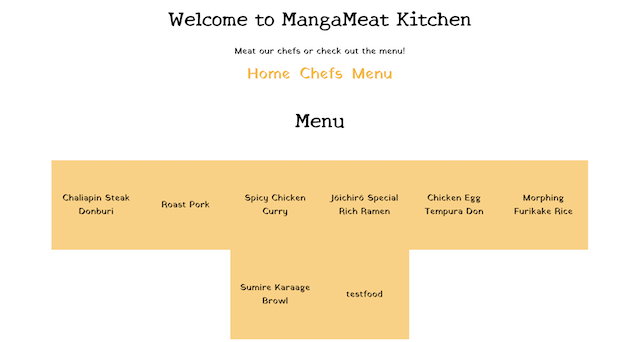 Welcome to MangaMeat Kitchen
Meat our chefs or check out the menu!
Home Chefs Menu
Menu
Chaliapin Steak
Donburi
Roast Pork
Spicy Chicken
Curry
Jōichirō Special
Rich Ramen
Chicken Egg
Tempura Don
Morphing
Furikake Rice
Sumire Karaage
Browl
testfood